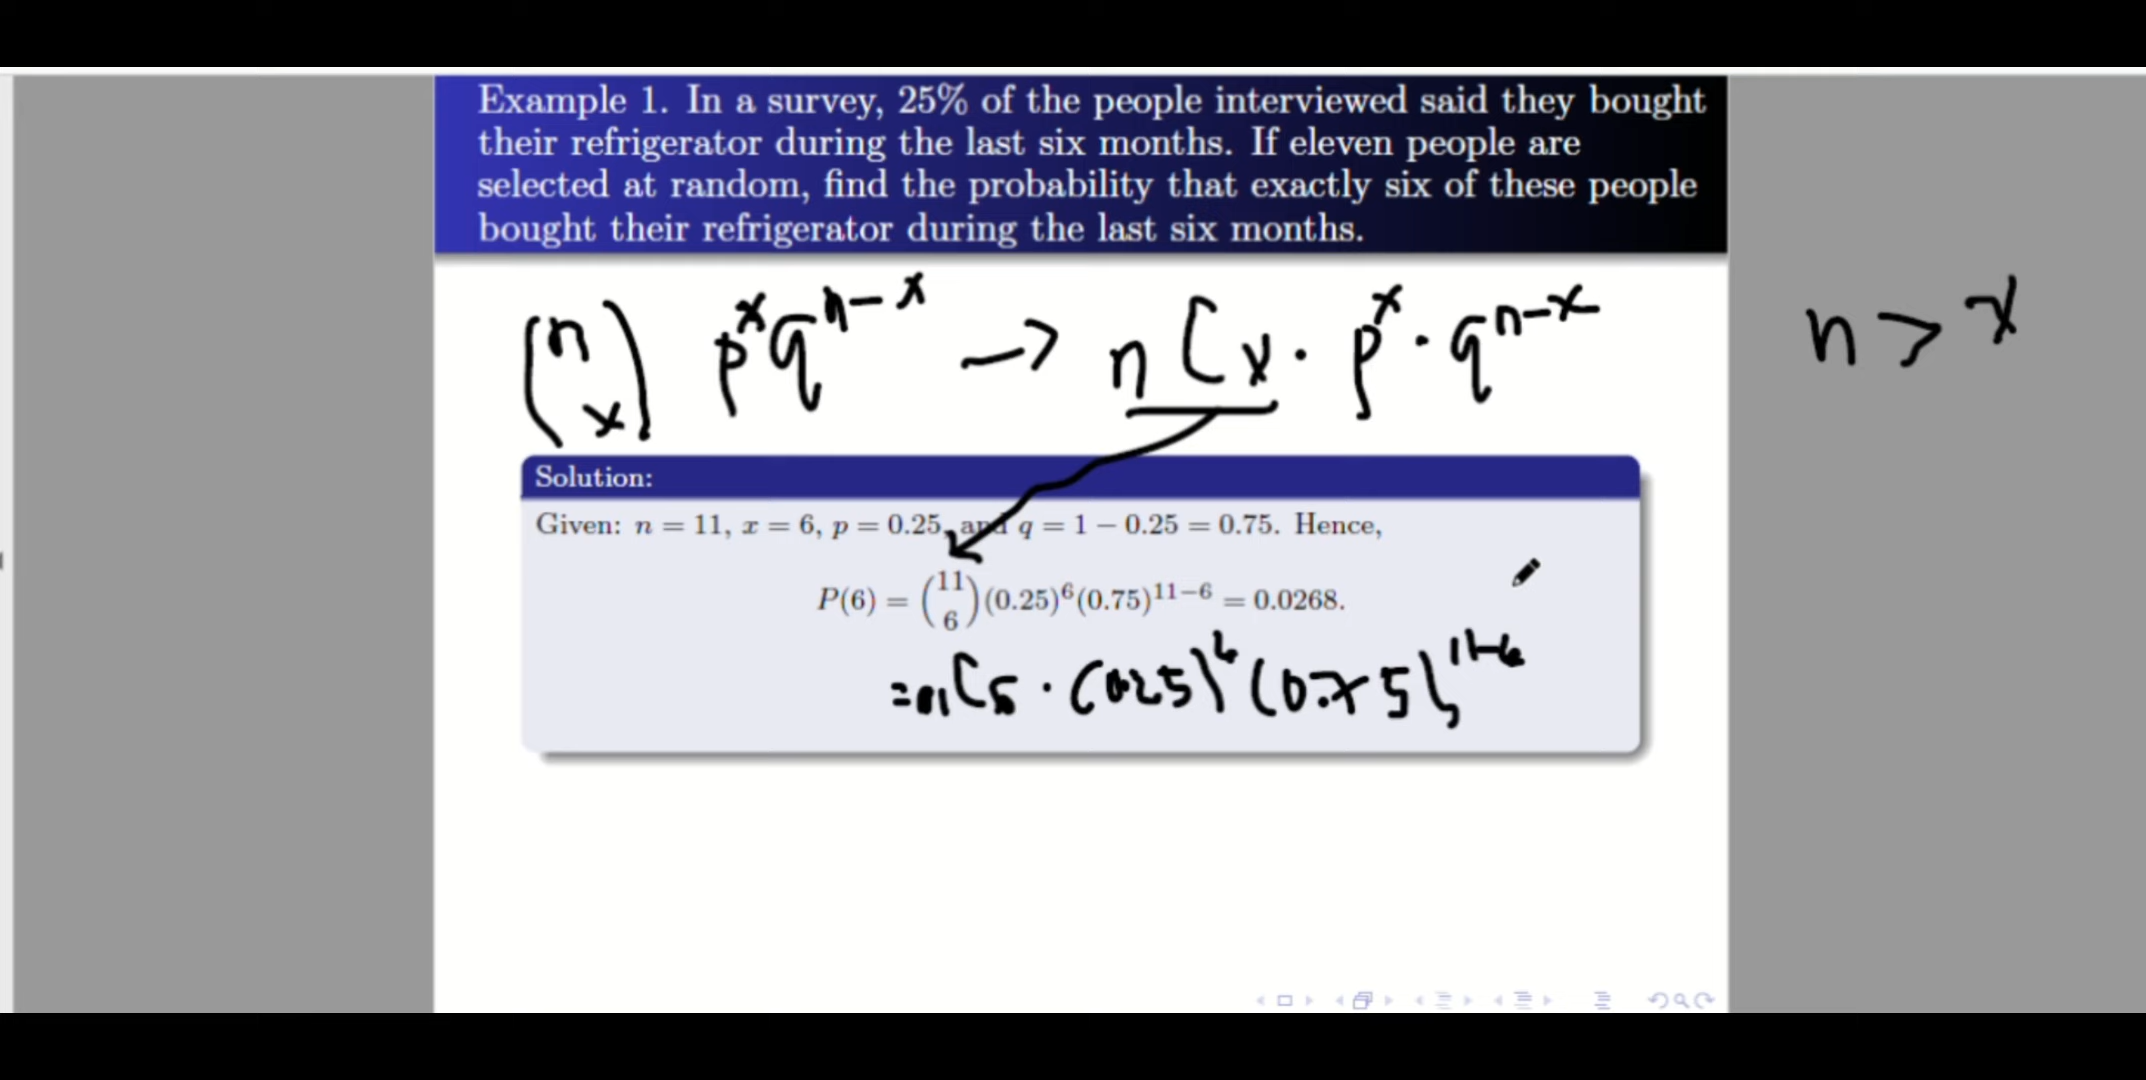 Example 1. In a survey, 25% of the people interviewed said they bought
their refrigerator during the last six months. If eleven people are
selected at random, find the probability that exactly six of these people
bought their refrigerator during the last six months.
(n x) p^x q^{n-x} → nCx · p^x · q^{n-x}
n > x
Solution:
Given: n = 11, x = 6, p = 0.25, and q = 1 − 0.25 = 0.75. Hence,
P(6) = (11 6)(0.25)^6(0.75)^{11−6} = 0.0268.
· (0.25)^6 (0.75)^{11-6}